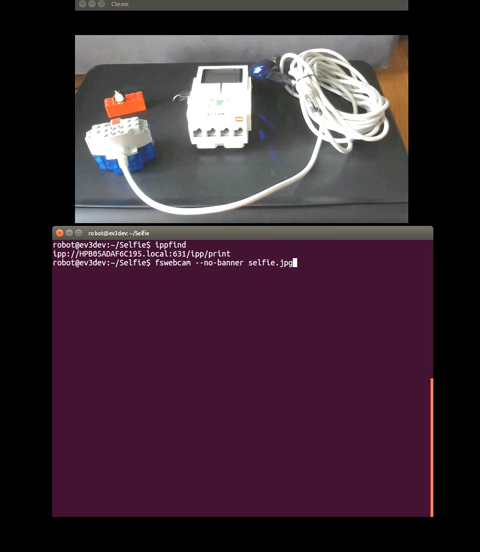 Cheese
robot@ev3dev: ~/Selfie
robot@ev3dev:~/Selfie$ ippfind
ipp://HPB05ADAF6C195.local:631/ipp/print
robot@ev3dev:~/Selfie$ fswebcam --no-banner selfie.jpg